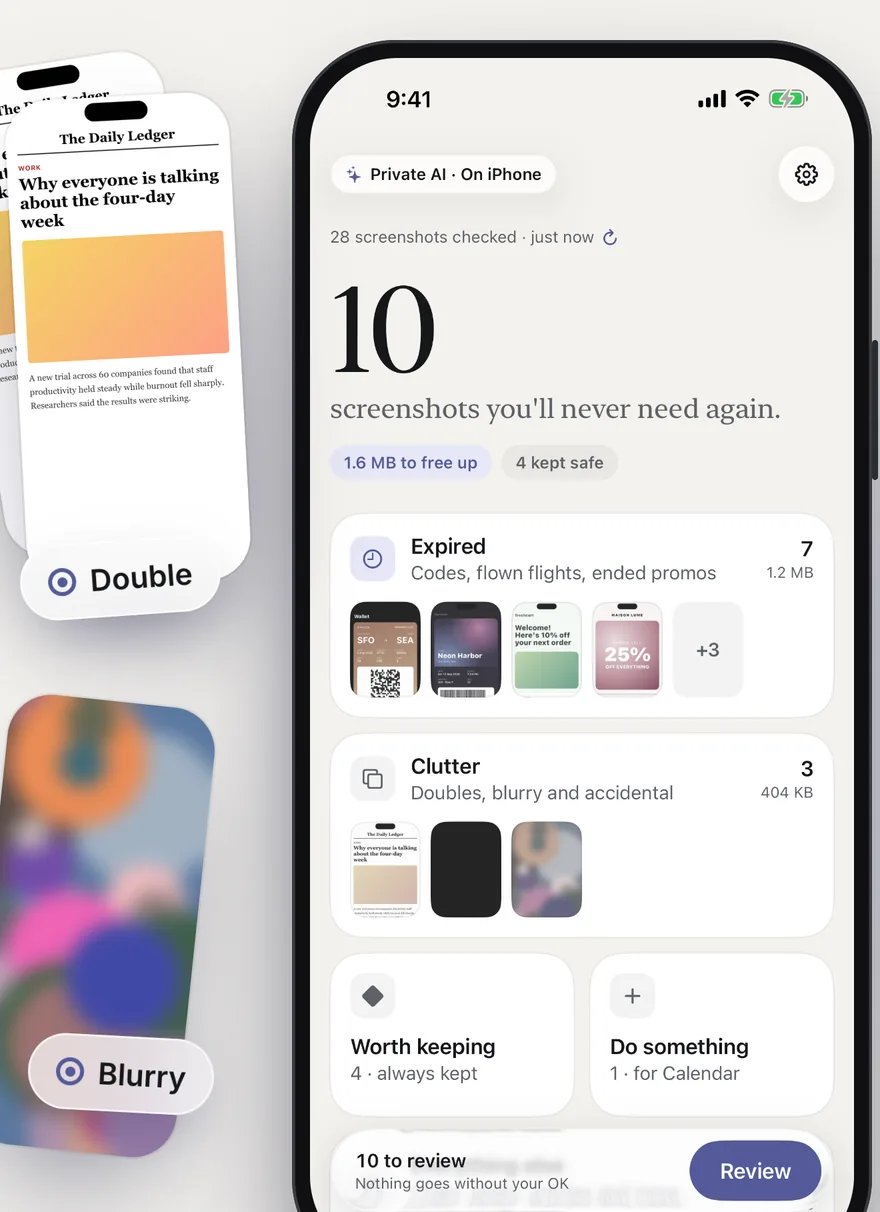 The Daily Ledger
The Daily Ledger
WORK
Why everyone is talking
about the four-day
week
A new trial across 60 companies found that staff
productivity held steady while burnout fell sharply.
Researchers said the results were striking.
Double
Blurry
9:41
Private AI · On iPhone
28 screenshots checked · just now
10
screenshots you'll never need again.
1.6 MB to free up
4 kept safe
Expired
7
Codes, flown flights, ended promos
1.2 MB
Wallet
SFO
SEA
Neon Harbor
Welcome!
Here's 10% off
your next order
MAISON LUME
25%
OFF EVERYTHING
+3
Clutter
3
Doubles, blurry and accidental
404 KB
The Daily Ledger
Why everyone is talking
about the four-day
week
Worth keeping
4 · always kept
Do something
1 · for Calendar
10 to review
Nothing goes without your OK
Review